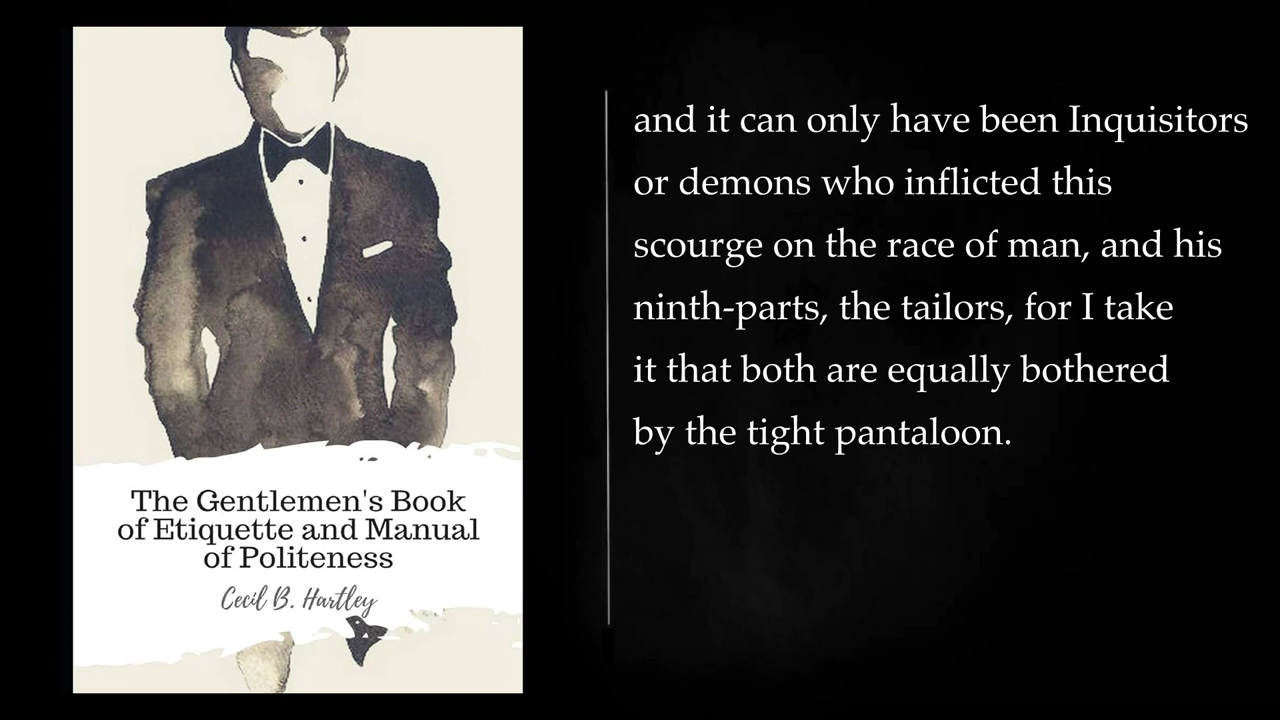 The Gentlemen's Book
of Etiquette and Manual
of Politeness
Cecil B. Hartley
and it can only have been Inquisitors
or demons who inflicted this
scourge on the race of man, and his
ninth-parts, the tailors, for I take
it that both are equally bothered
by the tight pantaloon.